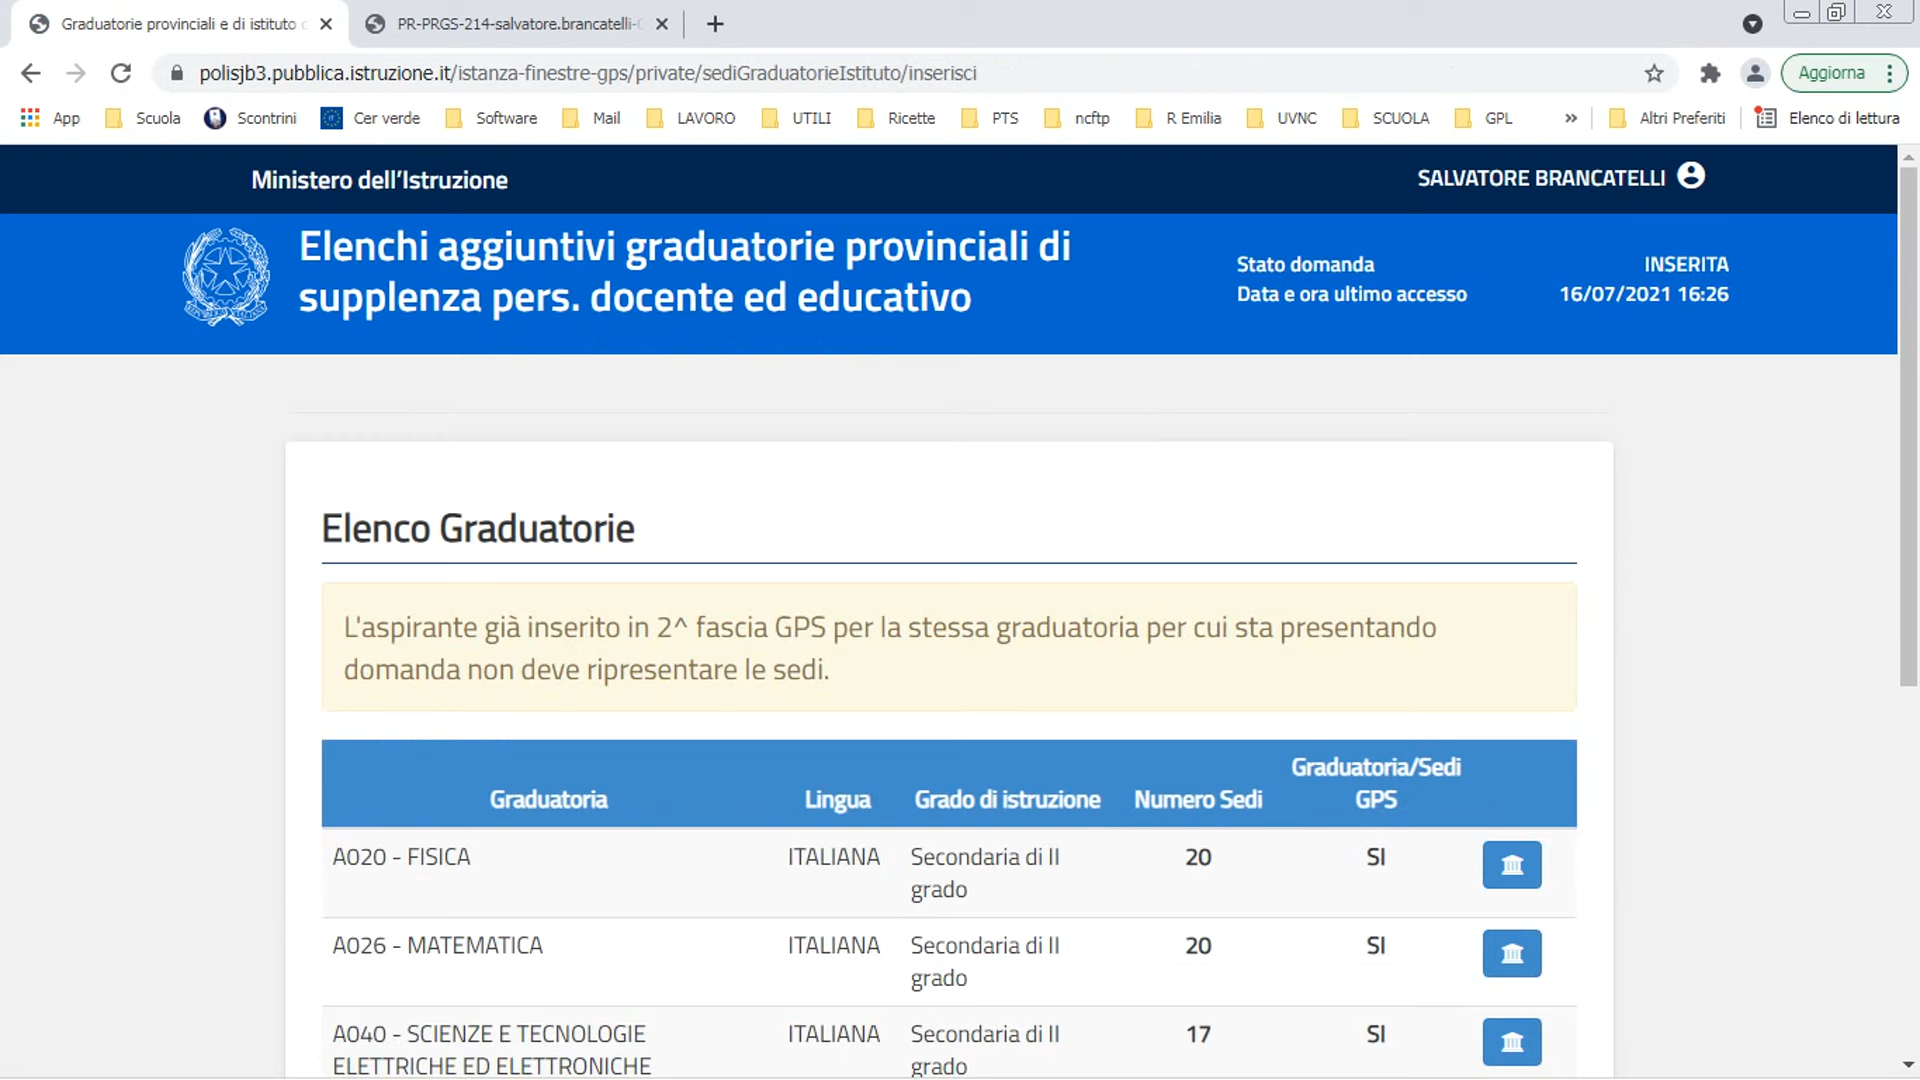 Graduatorie provinciali e di istituto
PR-PRGS-214-salvatore.brancatelli-
polisjb3.pubblica.istruzione.it/istanza-finestre-gps/private/sediGraduatorieIstituto/inserisci
Aggiorna
App Scuola Scontrini Cer verde Software Mail LAVORO UTILI Ricette PTS ncftp R Emilia UVNC SCUOLA GPL » Altri Preferiti Elenco di lettura
Ministero dell'Istruzione
SALVATORE BRANCATELLI
Elenchi aggiuntivi graduatorie provinciali di
supplenza pers. docente ed educativo
Stato domanda INSERITA
Data e ora ultimo accesso 16/07/2021 16:26
Elenco Graduatorie
L'aspirante già inserito in 2^ fascia GPS per la stessa graduatoria per cui sta presentando
domanda non deve ripresentare le sedi.
Graduatoria Lingua Grado di istruzione Numero Sedi Graduatoria/Sedi
GPS
A020 - FISICA ITALIANA Secondaria di II 20 SI
grado
A026 - MATEMATICA ITALIANA Secondaria di II 20 SI
grado
A040 - SCIENZE E TECNOLOGIE ITALIANA Secondaria di II 17 SI
ELETTRICHE ED ELETTRONICHE grado